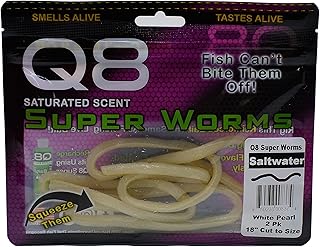 SMELLS ALIVE
TASTES ALIVE
Q8
SATURATED SCENT
Fish Can't
Bite Them
Off!
Super Worms
Q8 Super Worms
Saltwater
White Pearl
2 Pk
18" Cut to Size
Squeeze
Them